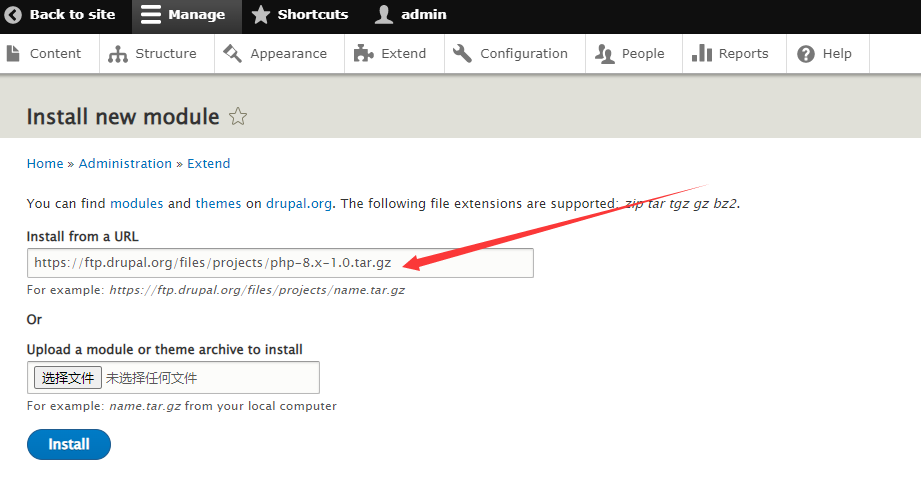 Back to site Manage Shortcuts admin
Content Structure Appearance Extend Configuration People Reports Help
Install new module
Home » Administration » Extend
You can find modules and themes on drupal.org. The following file extensions are supported: zip tar tgz gz bz2.
Install from a URL
https://ftp.drupal.org/files/projects/php-8.x-1.0.tar.gz
For example: https://ftp.drupal.org/files/projects/name.tar.gz
Or
Upload a module or theme archive to install
选择文件 未选择任何文件
For example: name.tar.gz from your local computer
Install